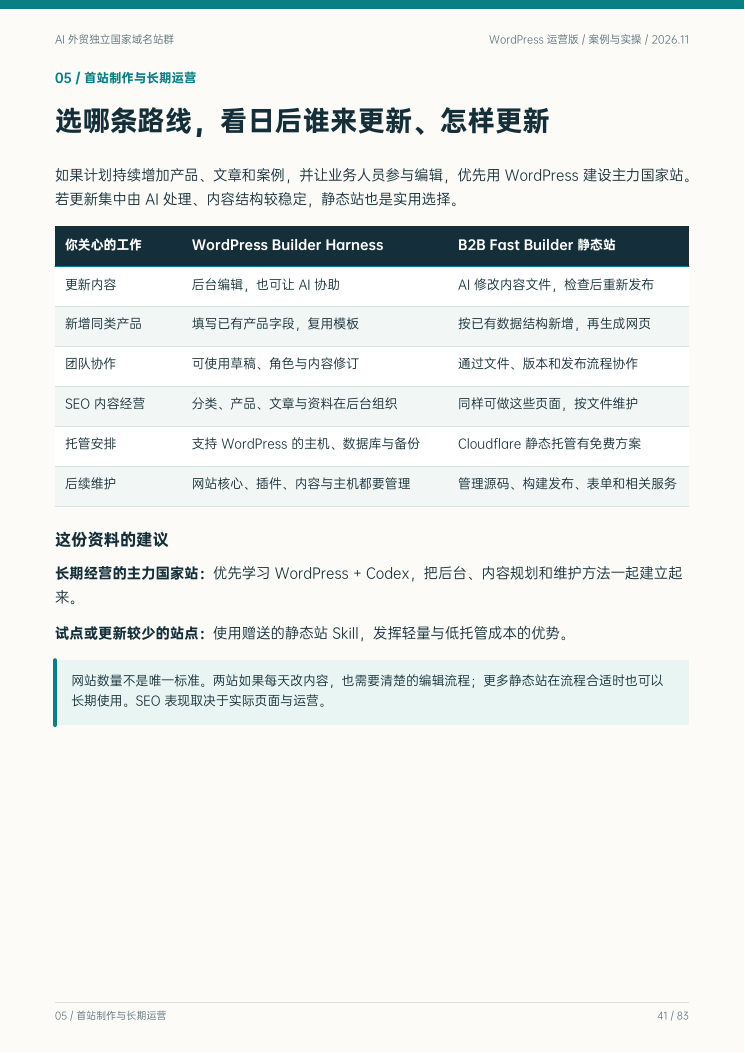 AI 外贸独立国家域名站群
WordPress 运营版 / 案例与实操 / 2026.11
05 / 首站制作与长期运营
选哪条路线，看日后谁来更新、怎样更新
如果计划持续增加产品、文章和案例，并让业务人员参与编辑，优先用 WordPress 建设主力国家站。
若更新集中由 AI 处理、内容结构较稳定，静态站也是实用选择。
你关心的工作 WordPress Builder Harness B2B Fast Builder 静态站
更新内容 后台编辑，也可让 AI 协助 AI 修改内容文件，检查后重新发布
新增同类产品 填写已有产品字段，复用模板 按已有数据结构新增，再生成网页
团队协作 可使用草稿、角色与内容修订 通过文件、版本和发布流程协作
SEO 内容经营 分类、产品、文章与资料在后台组织 同样可做这些页面，按文件维护
托管安排 支持 WordPress 的主机、数据库与备份 Cloudflare 静态托管有免费方案
后续维护 网站核心、插件、内容与主机都要管理 管理源码、构建发布、表单和相关服务
这份资料的建议
长期经营的主力国家站：优先学习 WordPress + Codex，把后台、内容规划和维护方法一起建立起
来。
试点或更新较少的站点：使用赠送的静态站 Skill，发挥轻量与低托管成本的优势。
网站数量不是唯一标准。两站如果每天改内容，也需要清楚的编辑流程；更多静态站在流程合适时也可以
长期使用。SEO 表现取决于实际页面与运营。
05 / 首站制作与长期运营
41 / 83